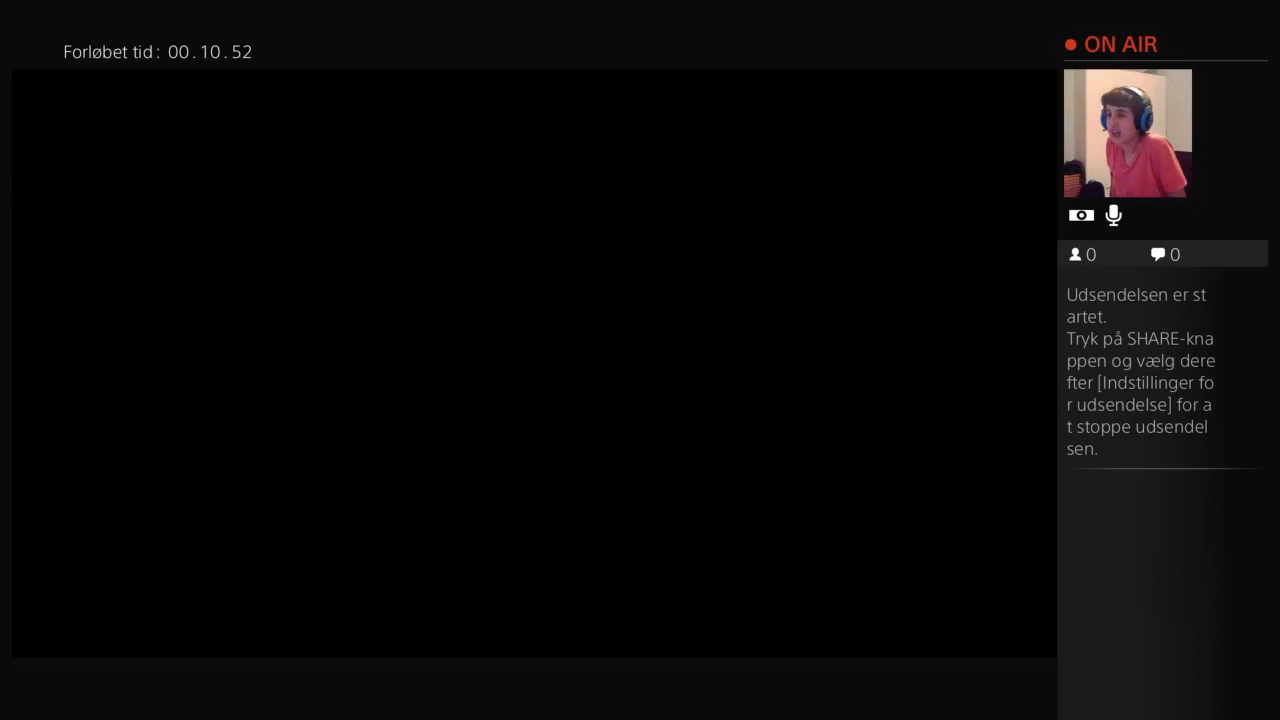 Forløbet tid: 00.10.52
ON AIR
0 0
Udsendelsen er st
artet.
Tryk på SHARE-kna
ppen og vælg dere
fter [Indstillinger fo
r udsendelse] for a
t stoppe udsendel
sen.